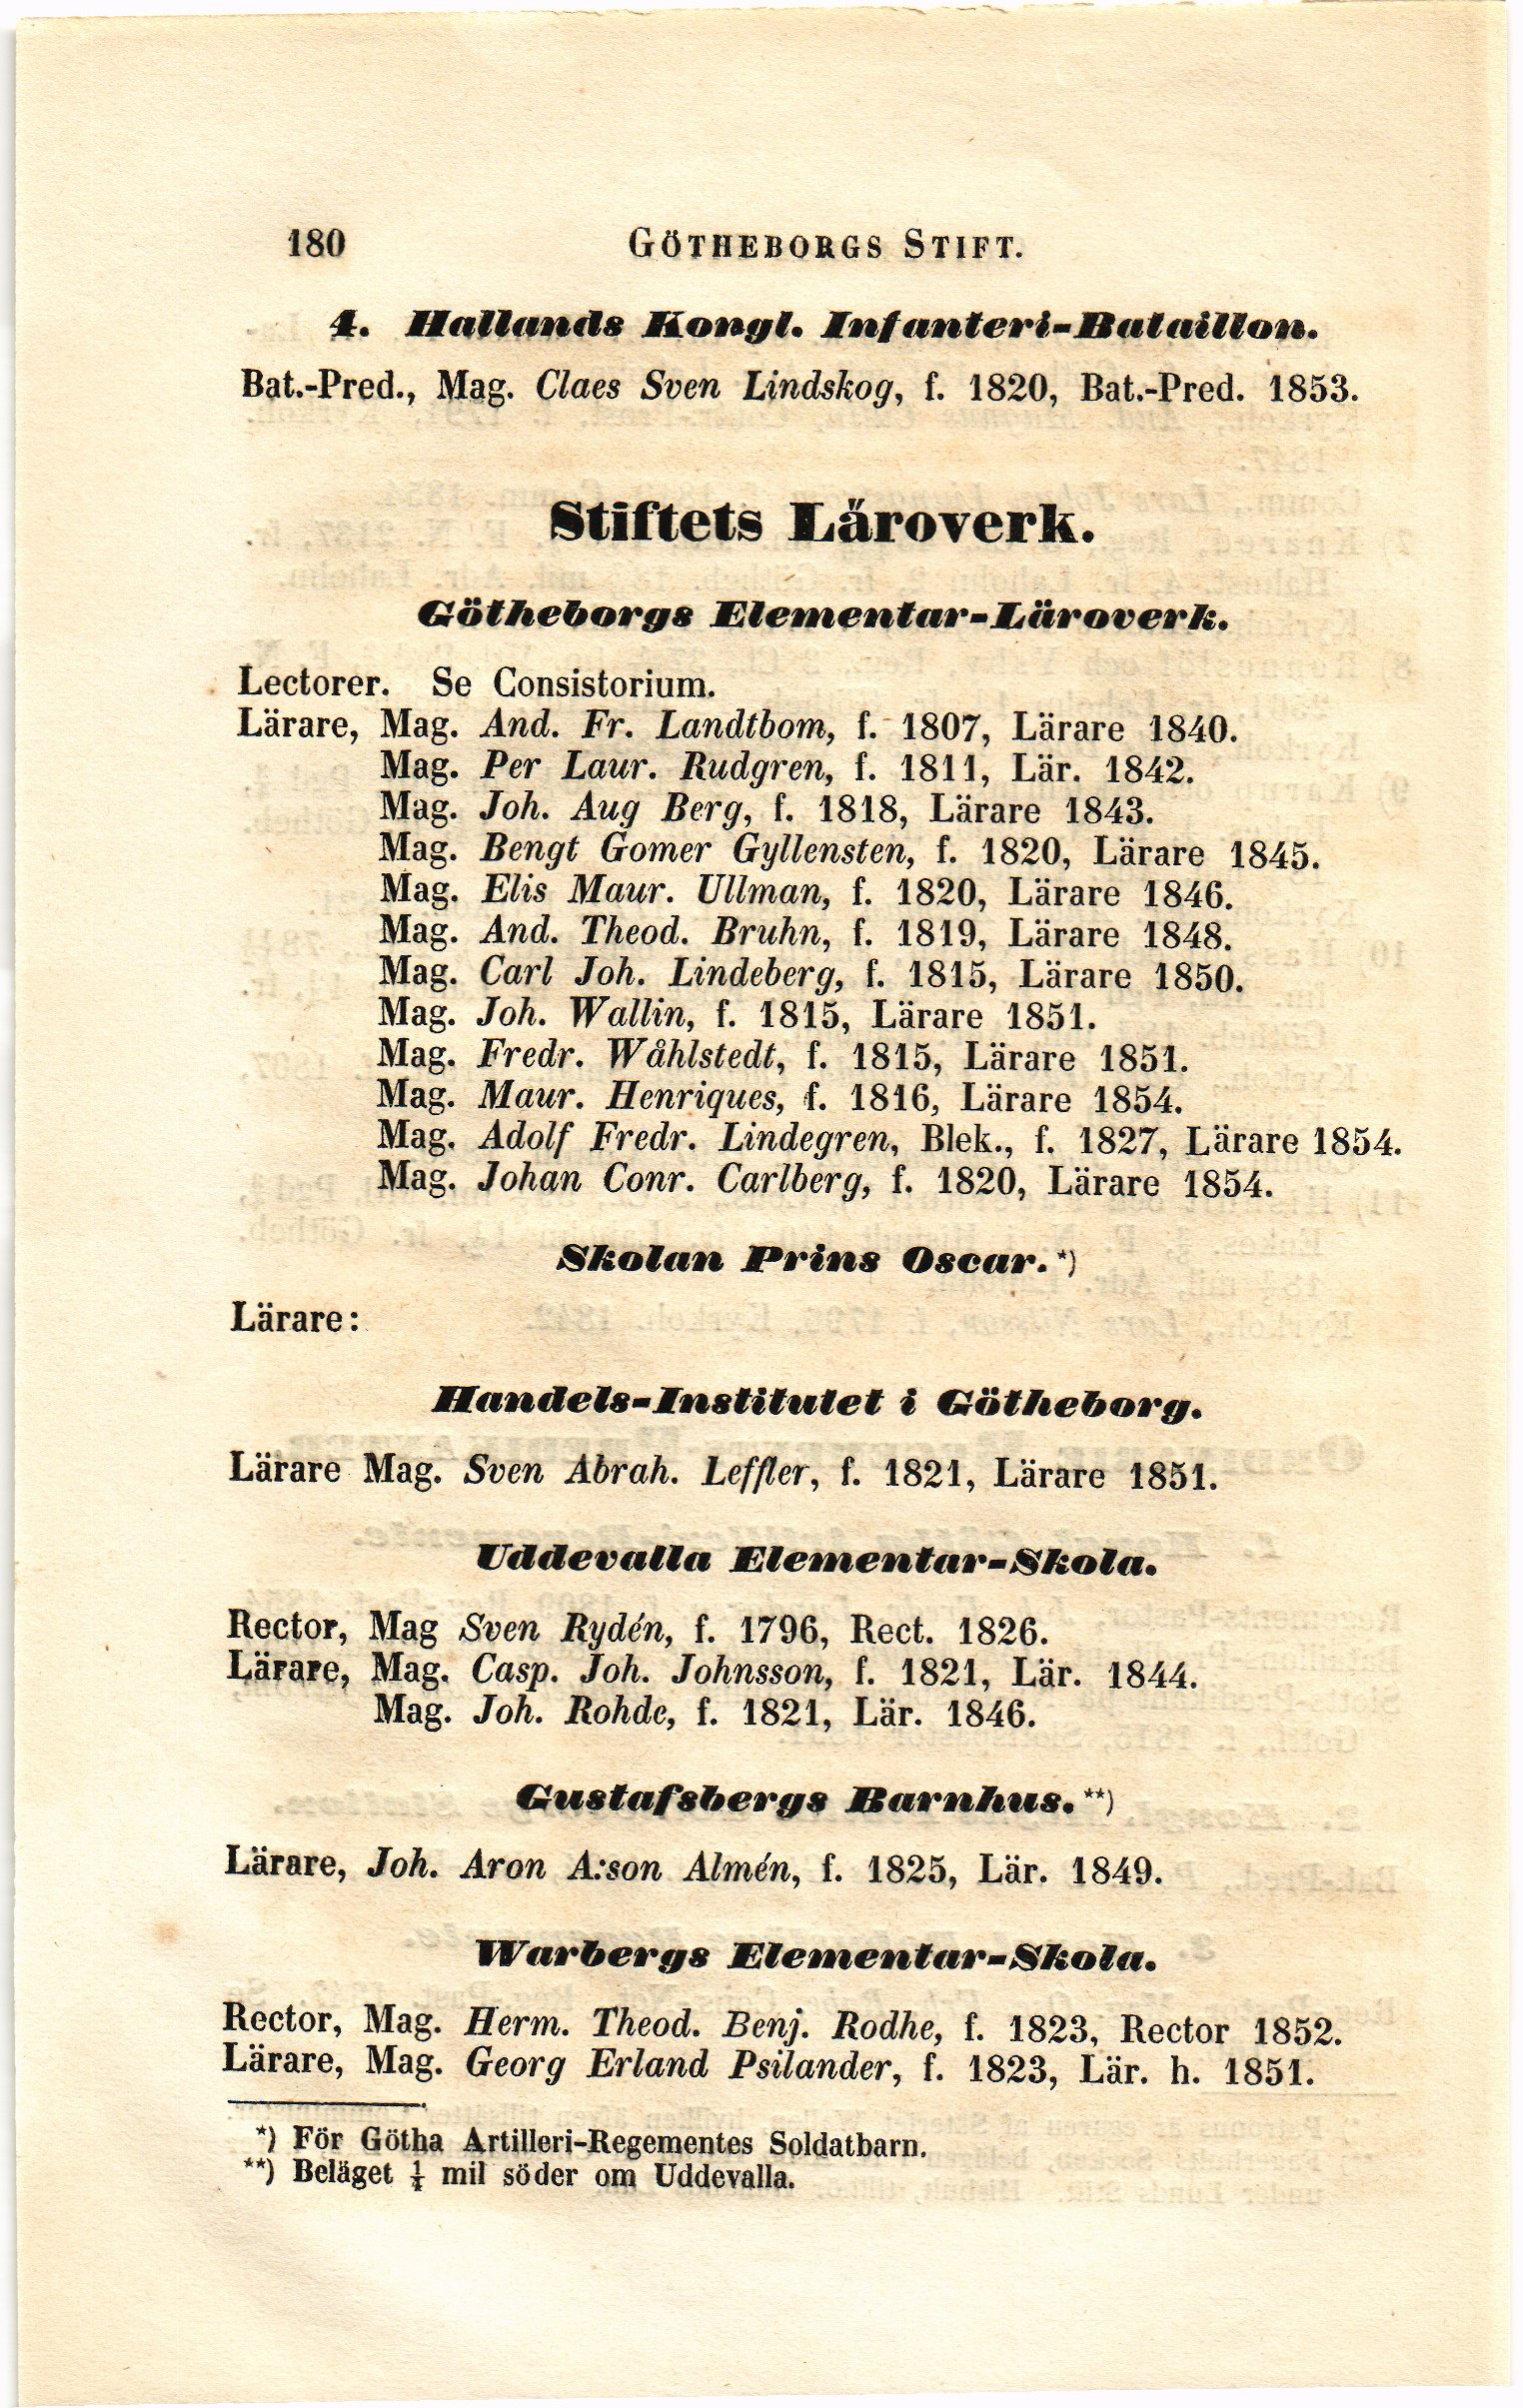 180 GÖTHEBORGS STIFT.
4. Hallands Kongl. Infanteri-Bataillon.
Bat.-Pred., Mag. Claes Sven Lindskog, f. 1820, Bat.-Pred. 1853.
Stiftets Läroverk.
Götheborgs Elementar-Läroverk.
Lectorer. Se Consistorium.
Lärare, Mag. And. Fr. Landtbom, f. 1807, Lärare 1840.
Mag. Per Laur. Rudgren, f. 1811, Lär. 1842.
Mag. Joh. Aug Berg, f. 1818, Lärare 1843.
Mag. Bengt Gomer Gyllensten, f. 1820, Lärare 1845.
Mag. Elis Maur. Ullman, f. 1820, Lärare 1846.
Mag. And. Theod. Bruhn, f. 1819, Lärare 1848.
Mag. Carl Joh. Lindeberg, f. 1815, Lärare 1850.
Mag. Joh. Wallin, f. 1815, Lärare 1851.
Mag. Fredr. Wåhlstedt, f. 1815, Lärare 1851.
Mag. Maur. Henriques, f. 1816, Lärare 1854.
Mag. Adolf Fredr. Lindegren, Blek., f. 1827, Lärare 1854.
Mag. Johan Conr. Carlberg, f. 1820, Lärare 1854.
Skolan Prins Oscar. *)
Lärare:
Handels-Institutet i Götheborg.
Lärare Mag. Sven Abrah. Leffler, f. 1821, Lärare 1851.
Uddevalla Elementar-Skola.
Rector, Mag Sven Rydén, f. 1796, Rect. 1826.
Lärare, Mag. Casp. Joh. Johnsson, f. 1821, Lär. 1844.
Mag. Joh. Rohde, f. 1821, Lär. 1846.
Gustafsbergs Barnhus. **)
Lärare, Joh. Aron A:son Almén, f. 1825, Lär. 1849.
Warbergs Elementar-Skola.
Rector, Mag. Herm. Theod. Benj. Rodhe, f. 1823, Rector 1852.
Lärare, Mag. Georg Erland Psilander, f. 1823, Lär. h. 1851.
*) För Götha Artilleri-Regementes Soldatbarn.
**) Beläget ¼ mil söder om Uddevalla.